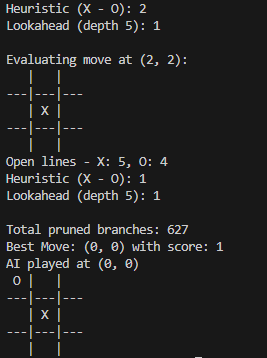 Heuristic (X - O): 2
Lookahead (depth 5): 1

Evaluating move at (2, 2):
   |   |
---|---|---
   | X |
---|---|---
   |   |
Open lines - X: 5, O: 4
Heuristic (X - O): 1
Lookahead (depth 5): 1

Total pruned branches: 627
Best Move: (0, 0) with score: 1
AI played at (0, 0)
 O |   |
---|---|---
   | X |
---|---|---
   |   |